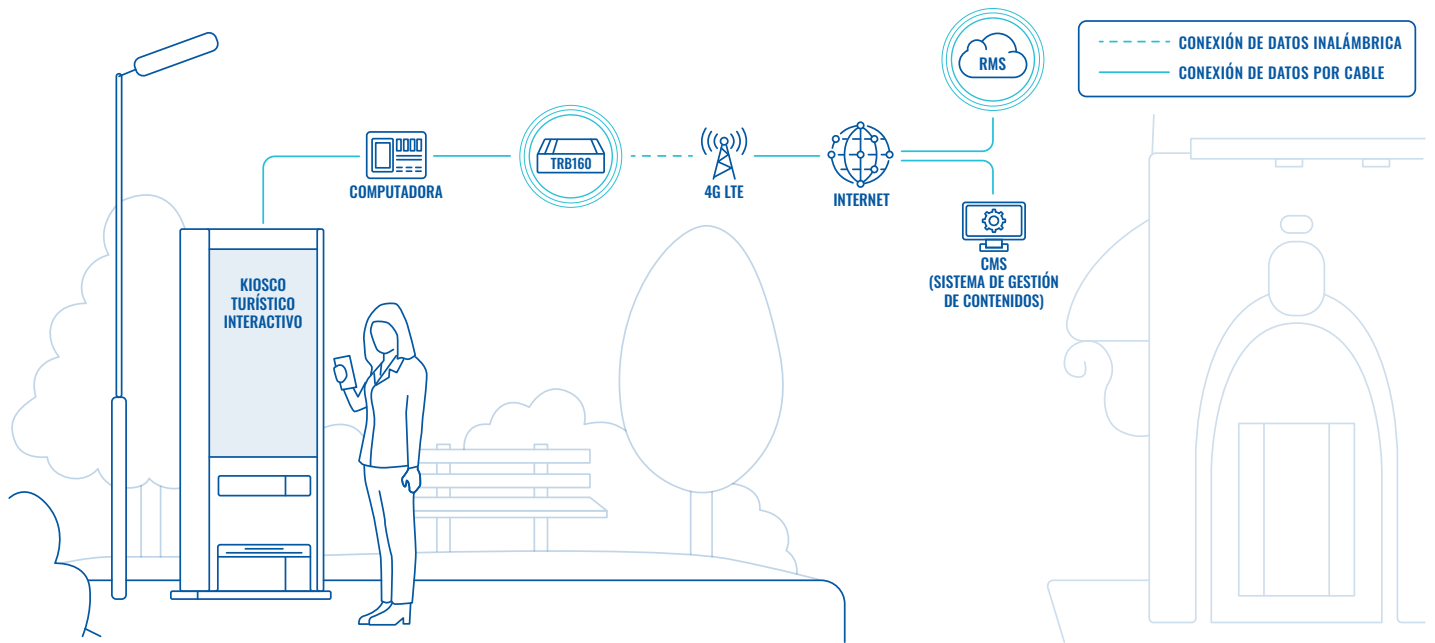 RMS
CONEXIÓN DE DATOS INALÁMBRICA
CONEXIÓN DE DATOS POR CABLE
TRB160
COMPUTADORA
4G LTE
INTERNET
CMS
(SISTEMA DE GESTIÓN
DE CONTENIDOS)
KIOSCO
TURÍSTICO
INTERACTIVO